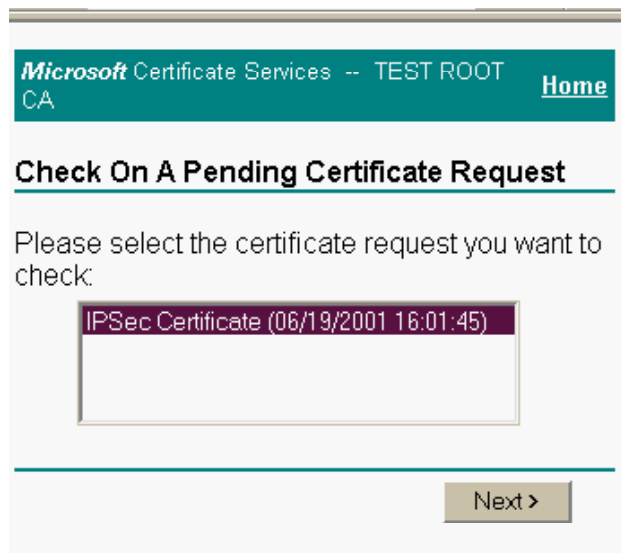 Microsoft Certificate Services -- TEST ROOT
CA
Home
Check On A Pending Certificate Request
Please select the certificate request you want to
check:
IPSec Certificate (06/19/2001 16:01:45)
Next >